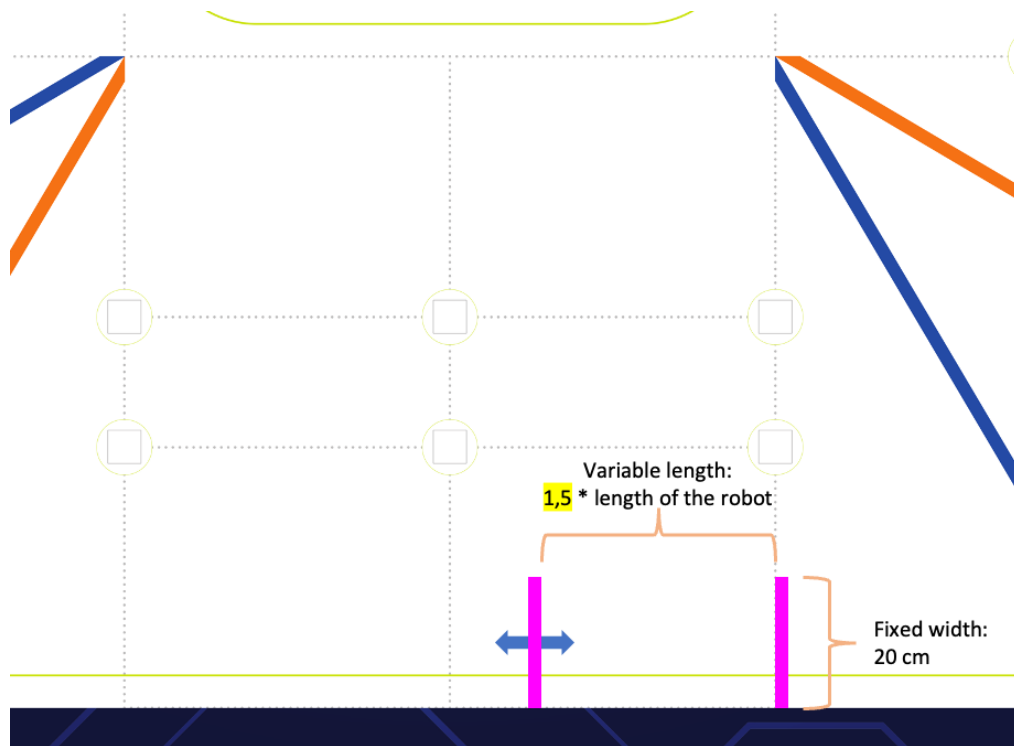 Variable length:
1,5 * length of the robot
Fixed width:
20 cm